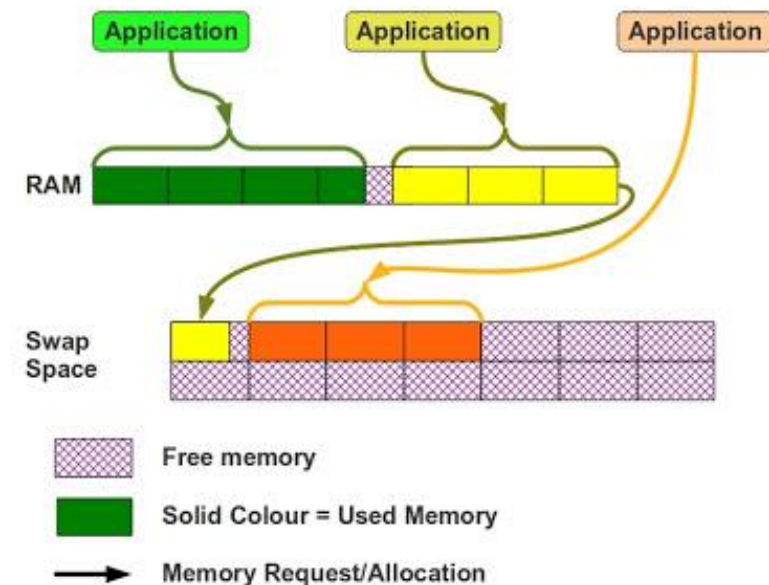 Application
Application
Application
RAM
Swap
Space
Free memory
Solid Colour = Used Memory
Memory Request/Allocation